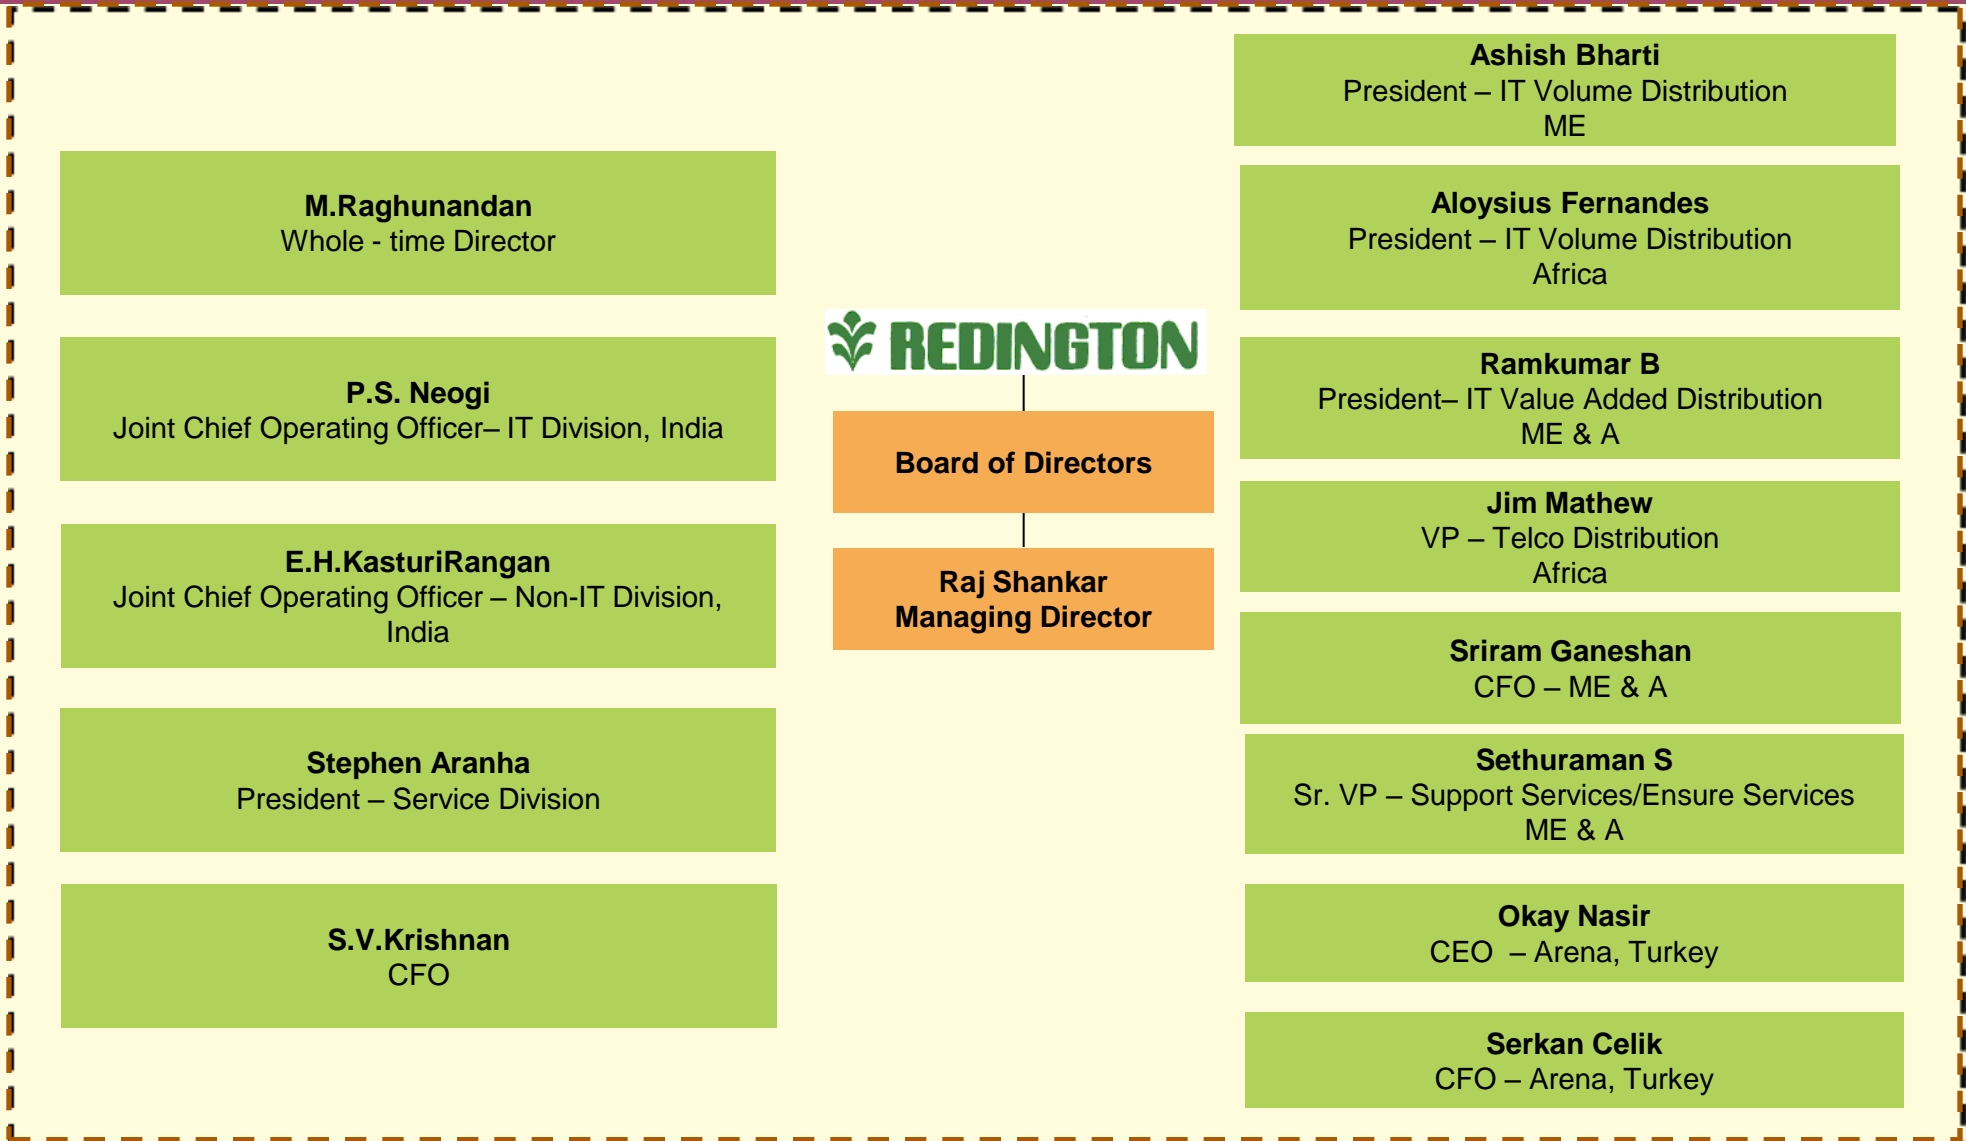 M.Raghunandan
Whole - time Director
P.S. Neogi
Joint Chief Operating Officer– IT Division, India
E.H.KasturiRangan
Joint Chief Operating Officer – Non-IT Division,
India
Stephen Aranha
President – Service Division
S.V.Krishnan
CFO
REDINGTON
Board of Directors
Raj Shankar
Managing Director
Ashish Bharti
President – IT Volume Distribution
ME
Aloysius Fernandes
President – IT Volume Distribution
Africa
Ramkumar B
President– IT Value Added Distribution
ME & A
Jim Mathew
VP – Telco Distribution
Africa
Sriram Ganeshan
CFO – ME & A
Sethuraman S
Sr. VP – Support Services/Ensure Services
ME & A
Okay Nasir
CEO  – Arena, Turkey
Serkan Celik
CFO – Arena, Turkey